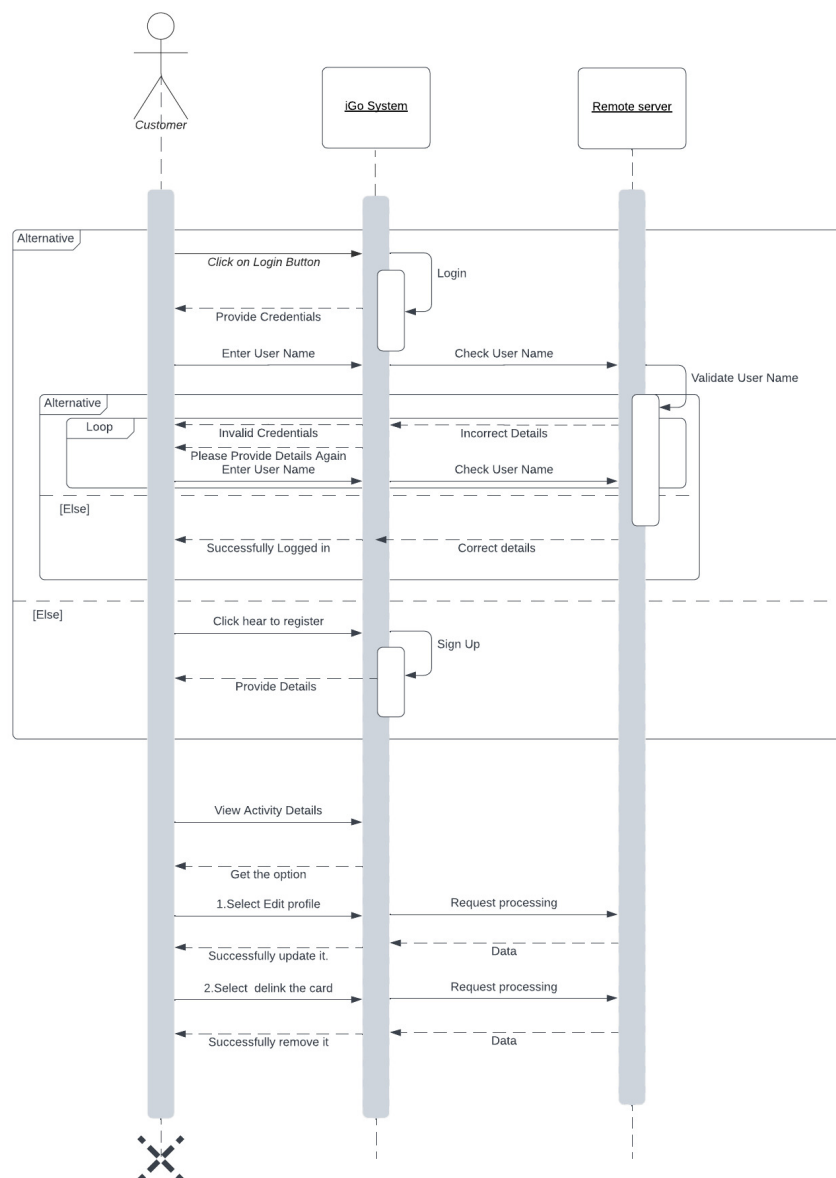 Customer
iGo System
Remote server
Alternative
Click on Login Button
Login
Provide Credentials
Enter User Name
Check User Name
Validate User Name
Alternative
Loop
Invalid Credentials
Incorrect Details
Please Provide Details Again
Enter User Name
Check User Name
[Else]
Successfully Logged in
Correct details
[Else]
Click hear to register
Sign Up
Provide Details
View Activity Details
Get the option
1.Select Edit profile
Request processing
Successfully update it.
Data
2.Select delink the card
Request processing
Successfully remove it
Data